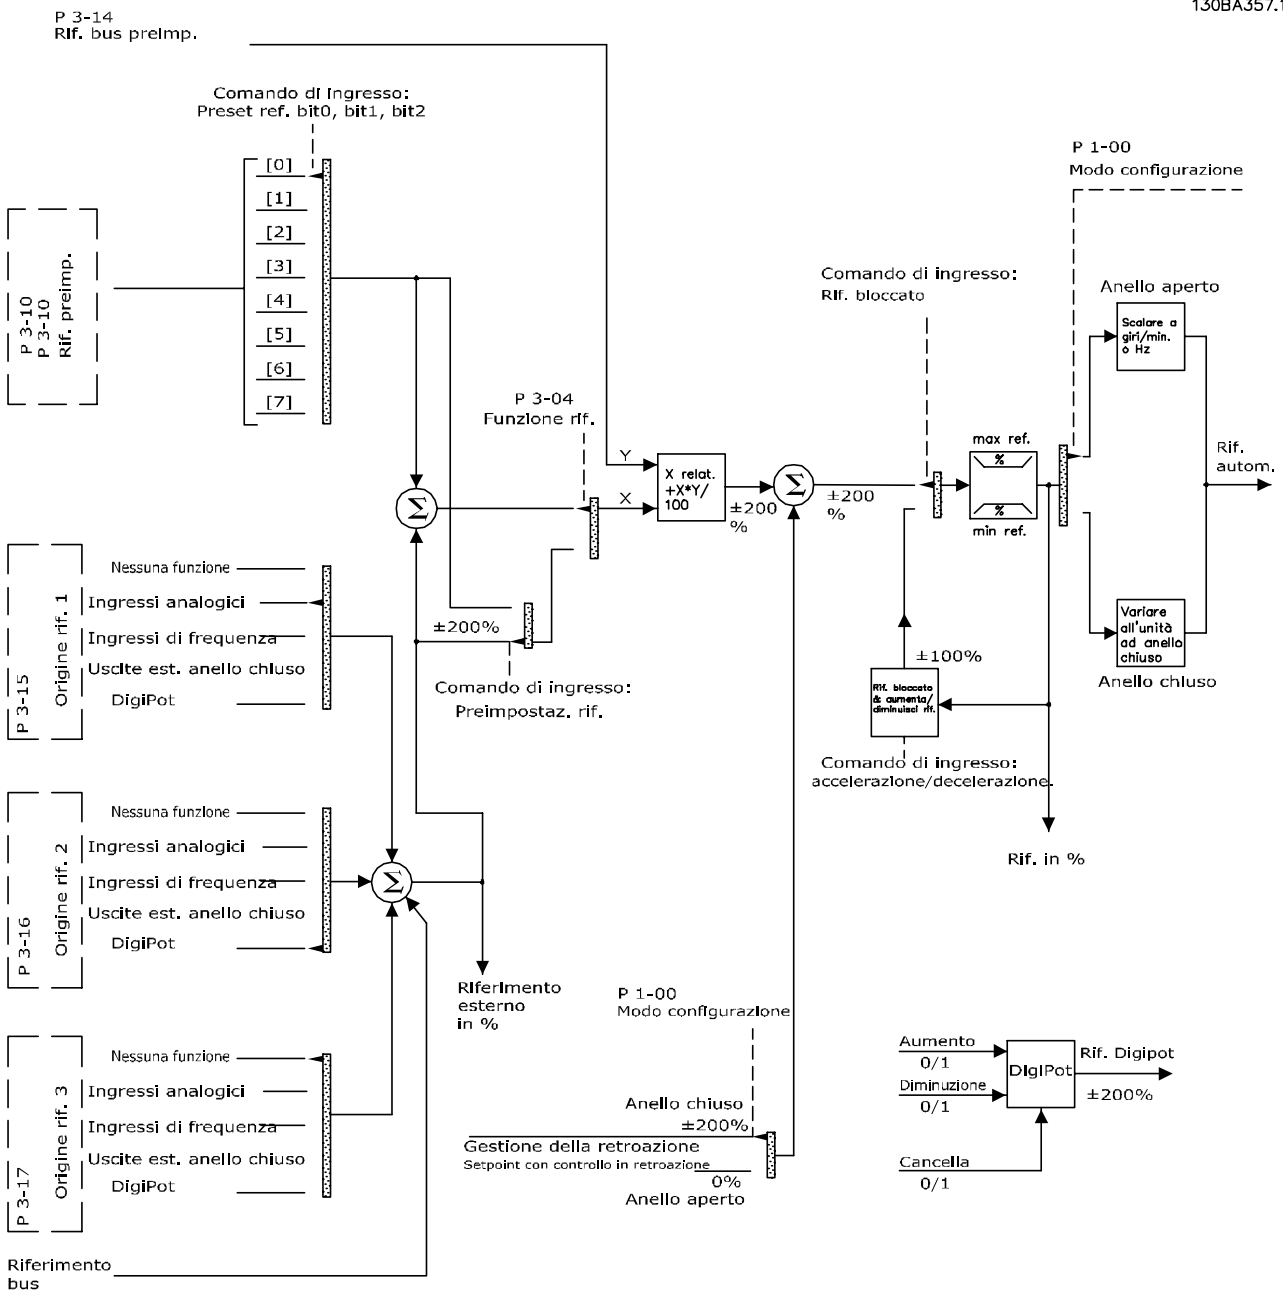 130BA357.1
P 3-14
Rif. bus preimp.
Comando di ingresso:
Preset ref. bit0, bit1, bit2
[0]
[1]
[2]
[3]
[4]
[5]
[6]
[7]
P 3-10
P 3-10
Rif. preimp.
P 1-00
Modo configurazione
Comando di ingresso:
Rif. bloccato
Anello aperto
Scalare a
giri/min.
o Hz
P 3-04
Funzione rif.
Y
X
X relat.
+X*Y/
100
±200
%
Σ
±200
%
max ref.
%
%
min ref.
Rif.
autom.
Σ
P 3-15
Origine rif. 1
Nessuna funzione
Ingressi analogici
Ingressi di frequenza
Uscite est. anello chiuso
DigiPot
±200%
Comando di ingresso:
Preimpostaz. rif.
±100%
Rif. bloccato
& aumenta/
diminuisci rif.
Comando di ingresso:
accelerazione/decelerazione.
Variare
all'unità
ad anello
chiuso
Anello chiuso
Rif. in %
P 3-16
Origine rif. 2
Nessuna funzione
Ingressi analogici
Ingressi di frequenza
Uscite est. anello chiuso
DigiPot
Σ
Riferimento
esterno
in %
P 3-17
Origine rif. 3
Nessuna funzione
Ingressi analogici
Ingressi di frequenza
Uscite est. anello chiuso
DigiPot
Riferimento
bus
P 1-00
Modo configurazione
Anello chiuso
±200%
Gestione della retroazione
Setpoint con controllo in retroazione
0%
Anello aperto
Aumento
0/1
Diminuzione
0/1
Cancella
0/1
DigiPot
Rif. Digipot
±200%